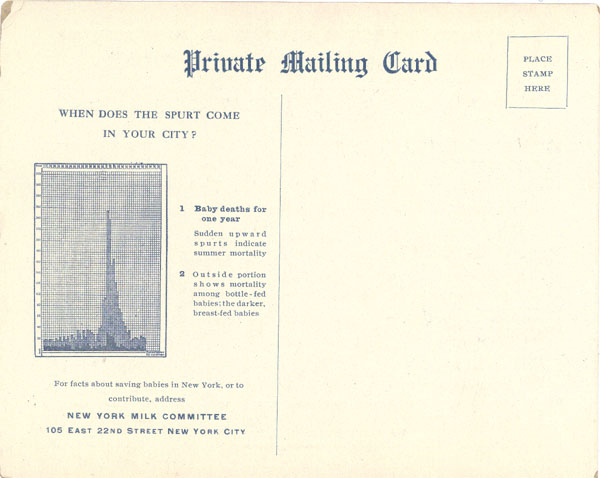 Private Mailing Card
PLACE
STAMP
HERE
WHEN DOES THE SPURT COME
IN YOUR CITY?
1 Baby deaths for
one year
Sudden upward
spurts indicate
summer mortality
2 Outside portion
shows mortality
among bottle-fed
babies: the darker,
breast-fed babies
For facts about saving babies in New York, or to
contribute, address
NEW YORK MILK COMMITTEE
105 EAST 22ND STREET NEW YORK CITY